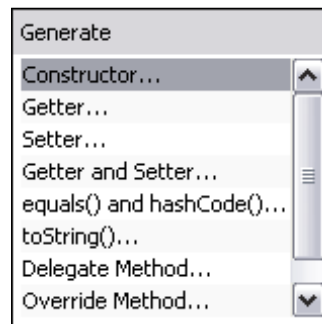 Generate
Constructor...
Getter...
Setter...
Getter and Setter...
equals() and hashCode()...
toString()...
Delegate Method...
Override Method...